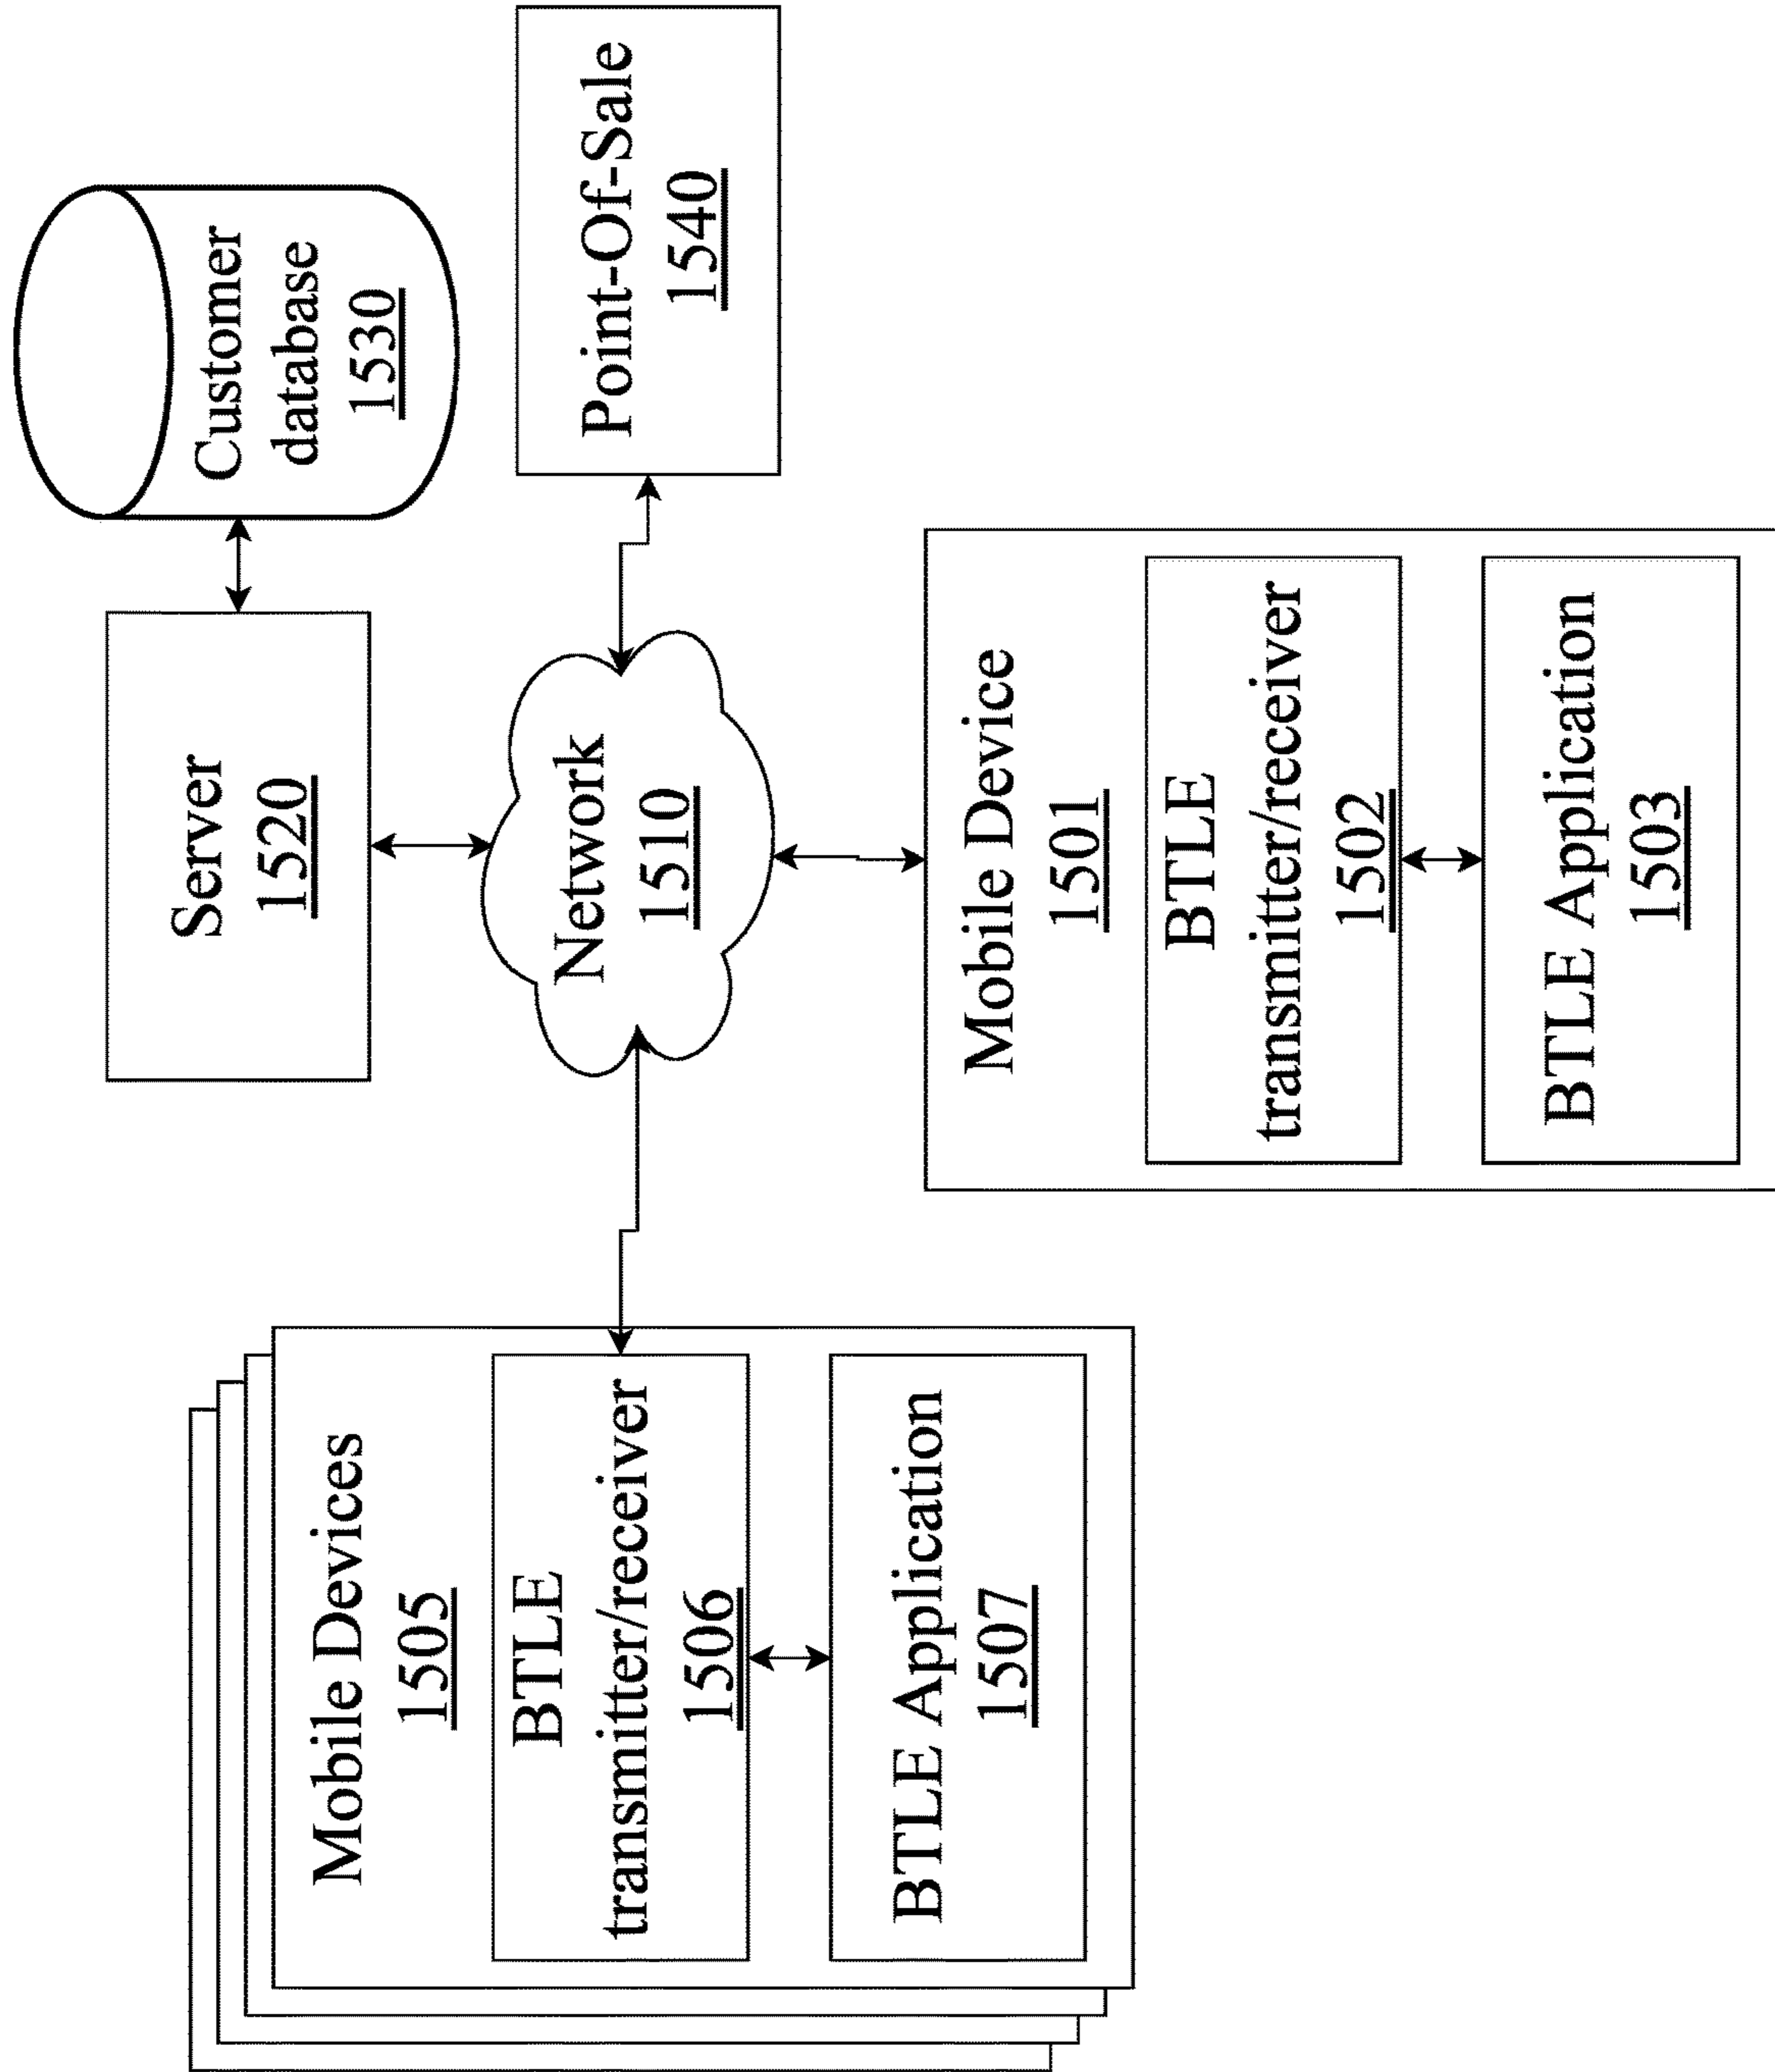 Mobile Devices
1505
BTLE
transmitter/receiver
1506
BTLE Application
1507
Server
1520
Customer
database
1530
Network
1510
Point-Of-Sale
1540
Mobile Device
1501
BTLE
transmitter/receiver
1502
BTLE Application
1503